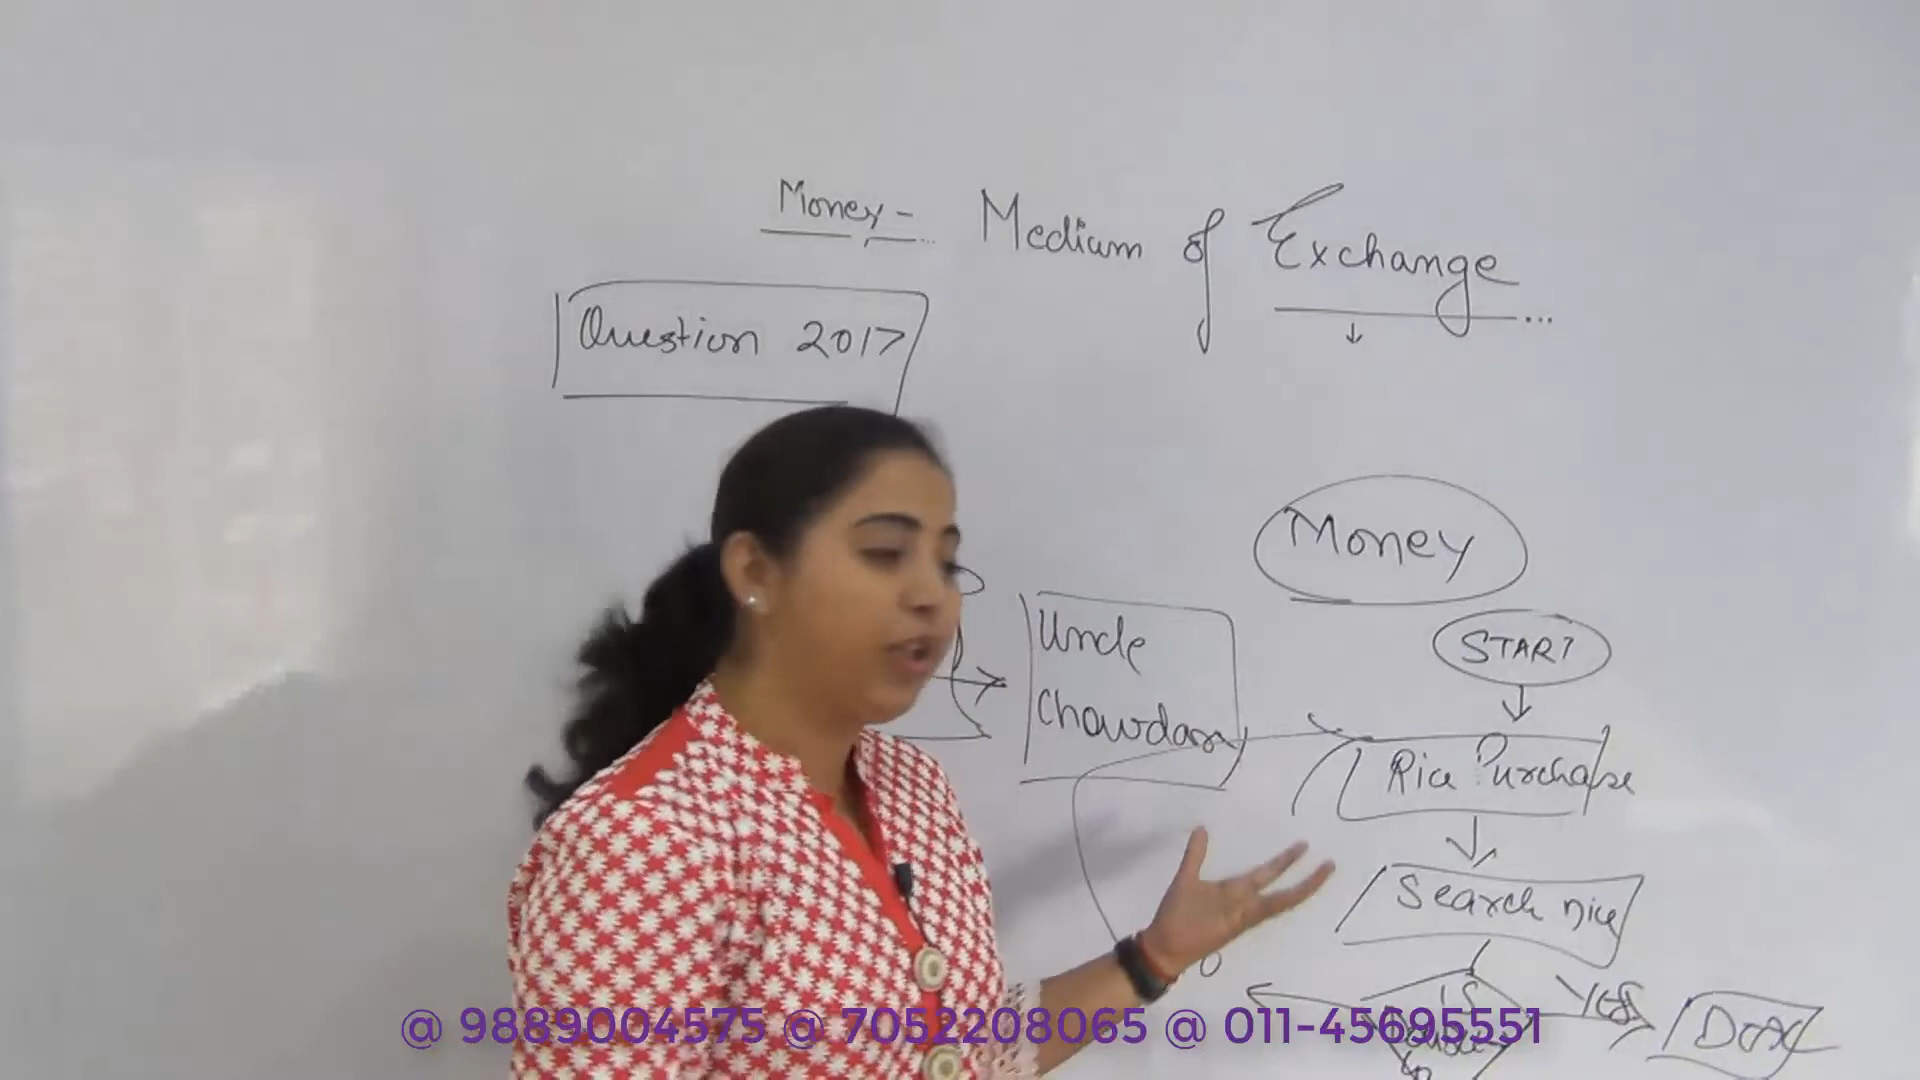 Money - Medium of Exchange...
Question 2017
Money
START
Uncle
Chowdary
Rice Purchase
Search rice
is
Yes
@ 9889004575 @ 7052208065 @ 011-45695551